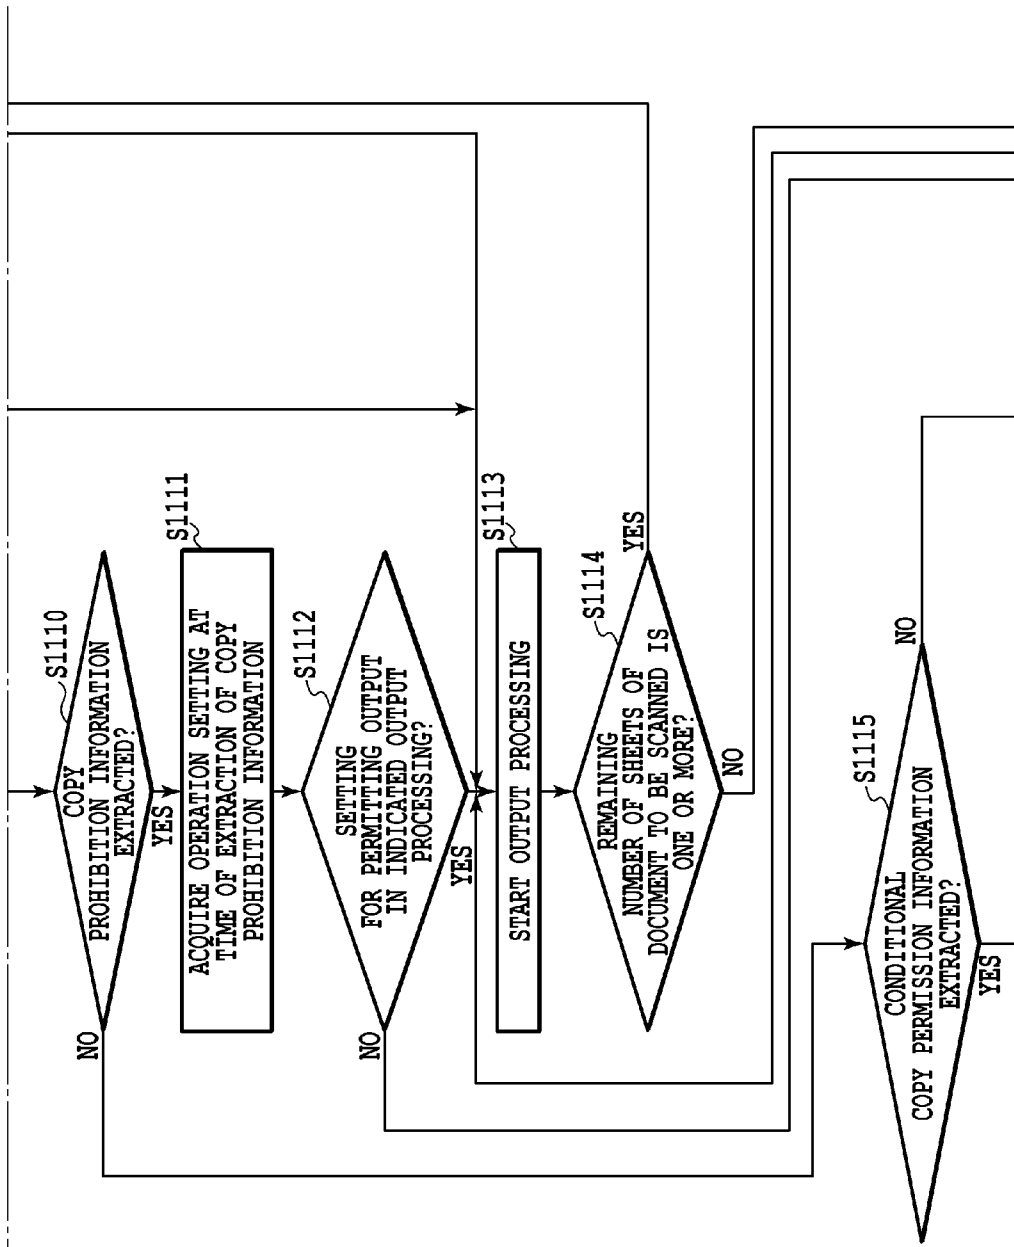 S1110
COPY
PROHIBITION INFORMATION
EXTRACTED?
NO
YES
S1111
ACQUIRE OPERATION SETTING AT
TIME OF EXTRACTION OF COPY
PROHIBITION INFORMATION
S1112
SETTING
FOR PERMITTING OUTPUT
IN INDICATED OUTPUT
PROCESSING?
NO
YES
S1113
START OUTPUT PROCESSING
S1114
REMAINING
NUMBER OF SHEETS OF
DOCUMENT TO BE SCANNED IS
ONE OR MORE?
YES
NO
S1115
CONDITIONAL
COPY PERMISSION INFORMATION
EXTRACTED?
NO
YES